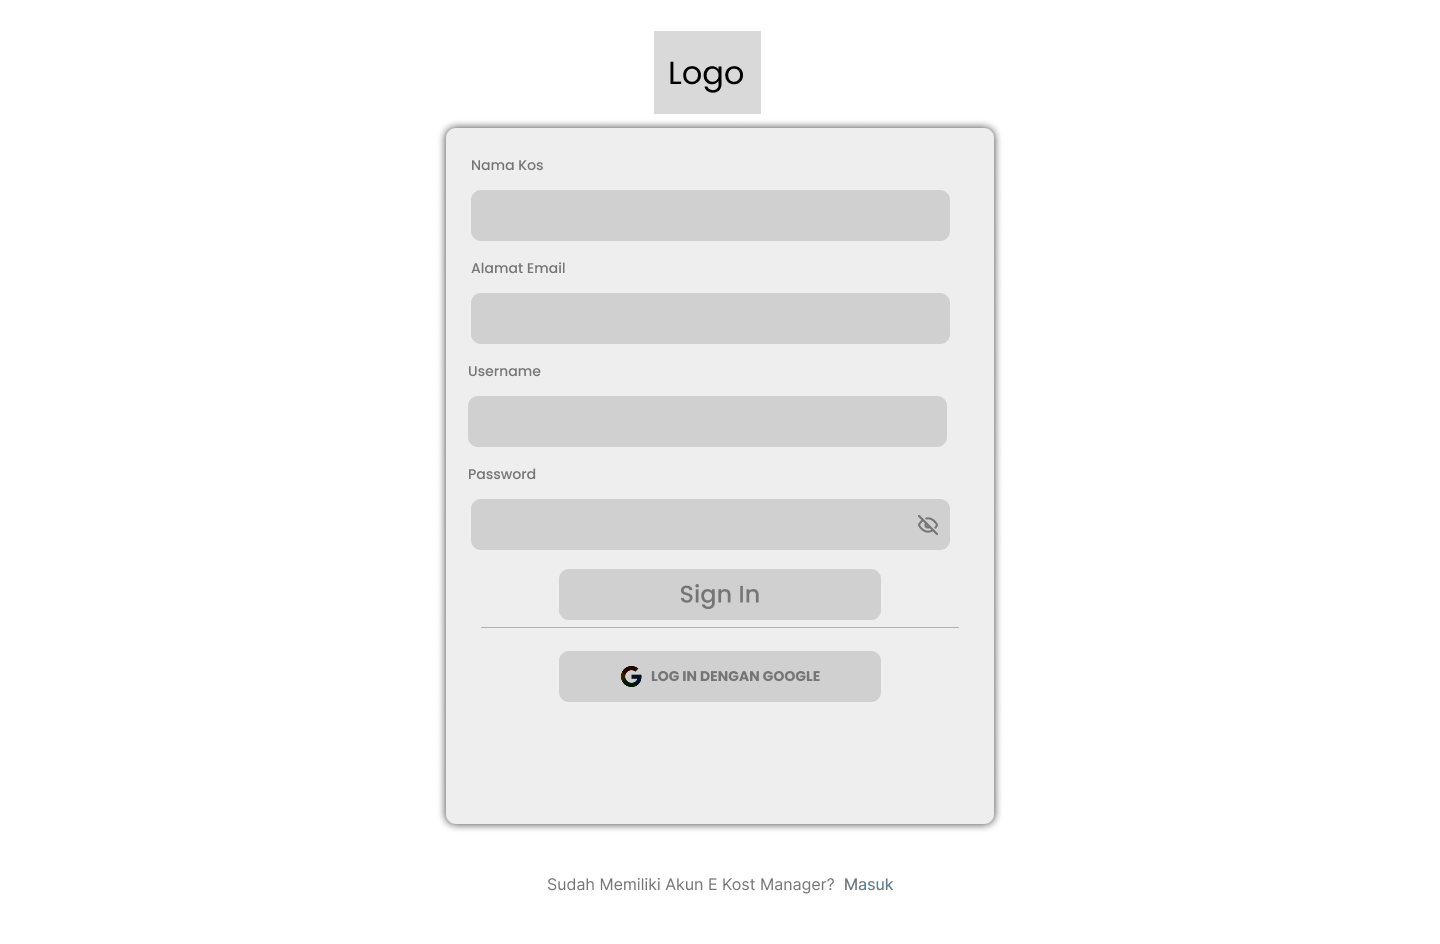 Logo
Nama Kos
Alamat Email
Username
Password
Sign In
LOG IN DENGAN GOOGLE
Sudah Memiliki Akun E Kost Manager? Masuk